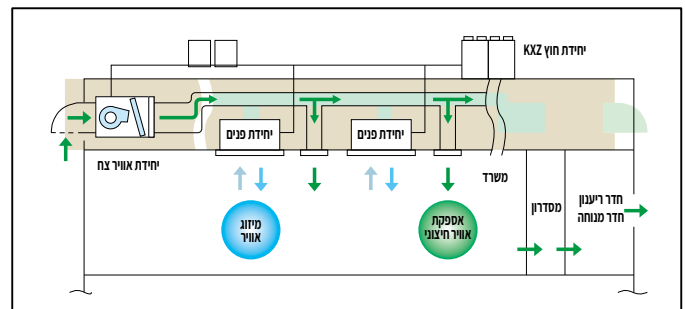 יחידת חוץ KXZ
יחידת פנים
יחידת פנים
יחידת אוויר צח
משרד
מיזוג
אוויר
אספקת
אוויר חיצוני
מסדרון
חדר ריענון
חדר מנוחה